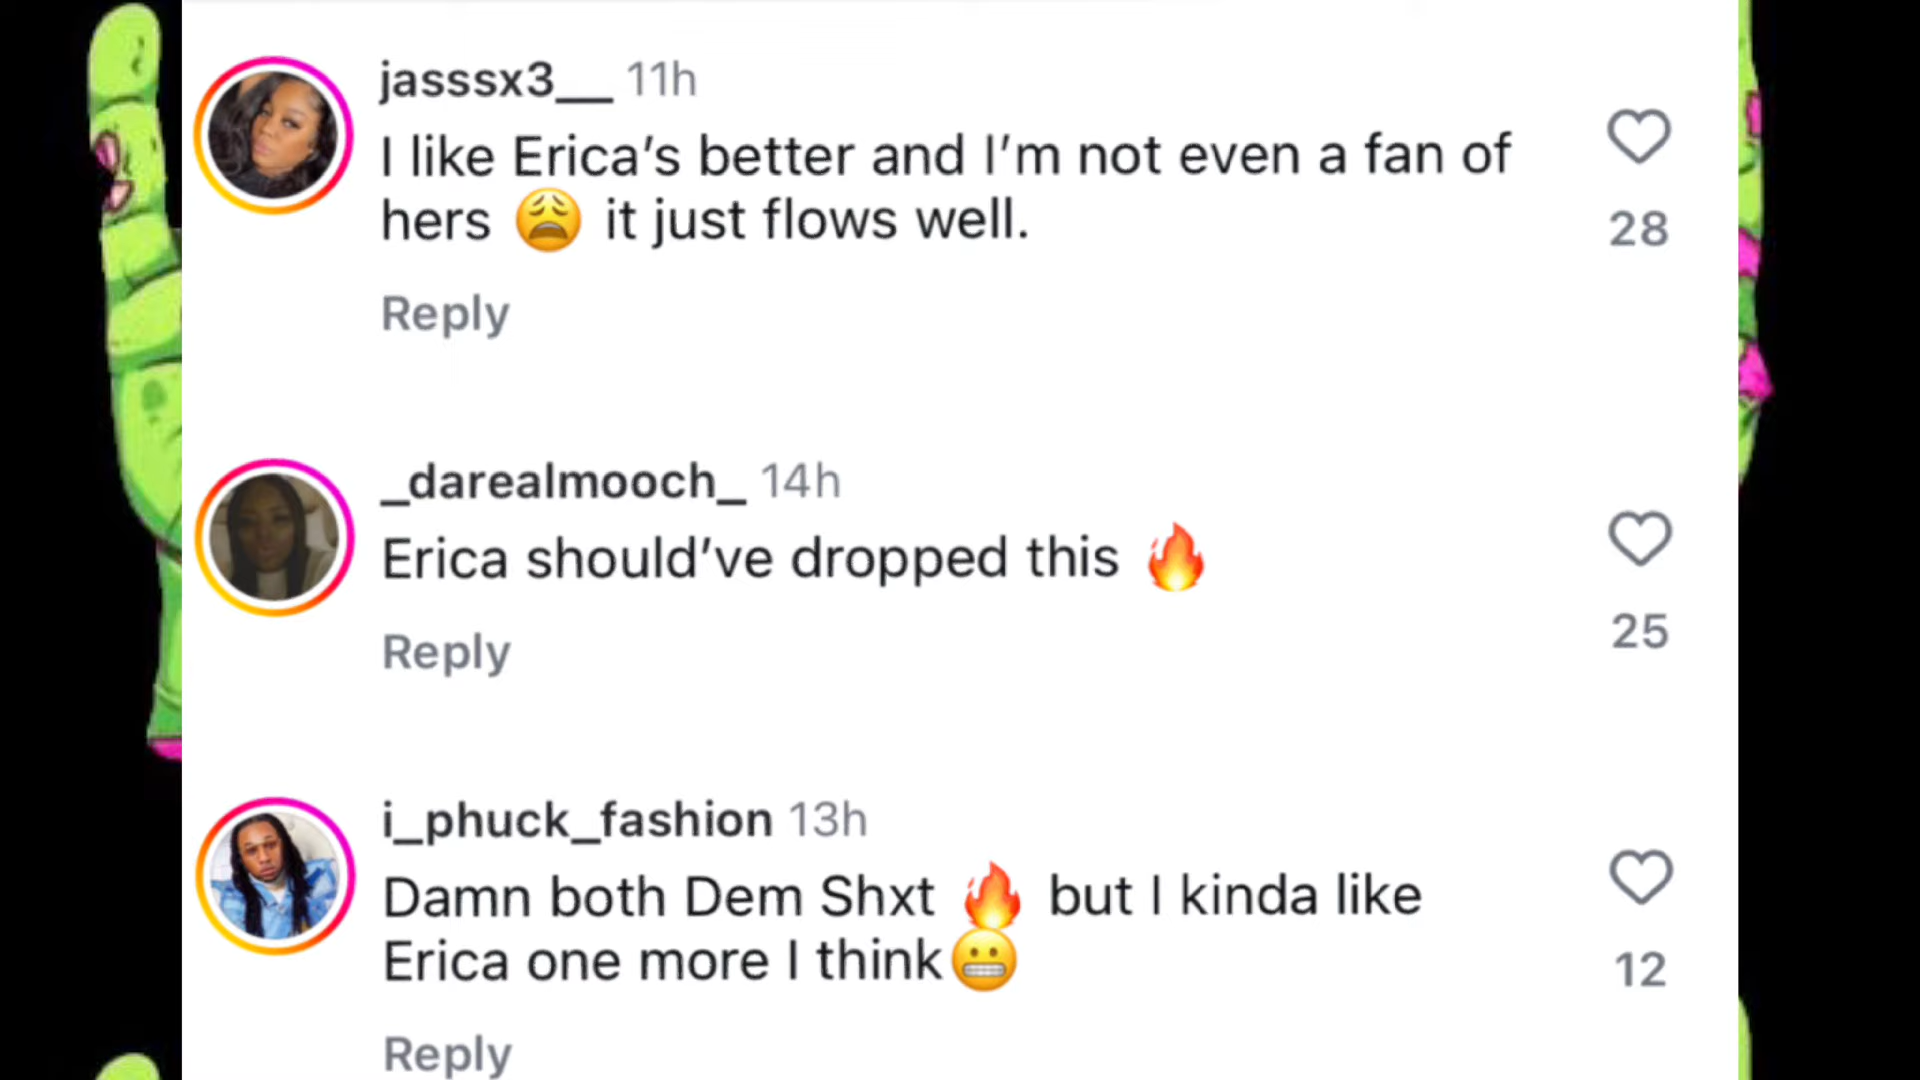 jasssx3__ 11h
I like Erica’s better and I’m not even a fan of
hers 😩 it just flows well.
28
Reply
_darealmooch_ 14h
Erica should’ve dropped this 🔥
25
Reply
i_phuck_fashion 13h
Damn both Dem Shxt 🔥 but I kinda like
Erica one more I think😬
12
Reply